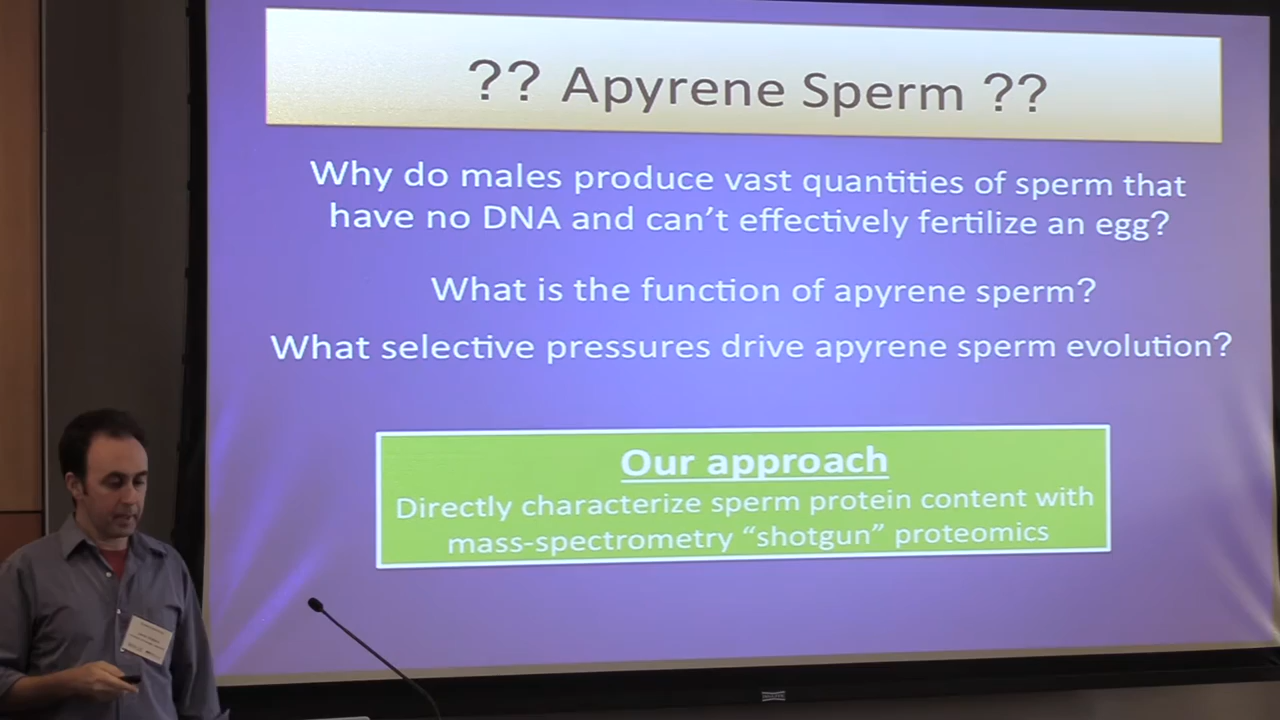 ?? Apyrene Sperm ??
Why do males produce vast quantities of sperm that
have no DNA and can't effectively fertilize an egg?
What is the function of apyrene sperm?
What selective pressures drive apyrene sperm evolution?
Our approach
Directly characterize sperm protein content with
mass-spectrometry “shotgun” proteomics